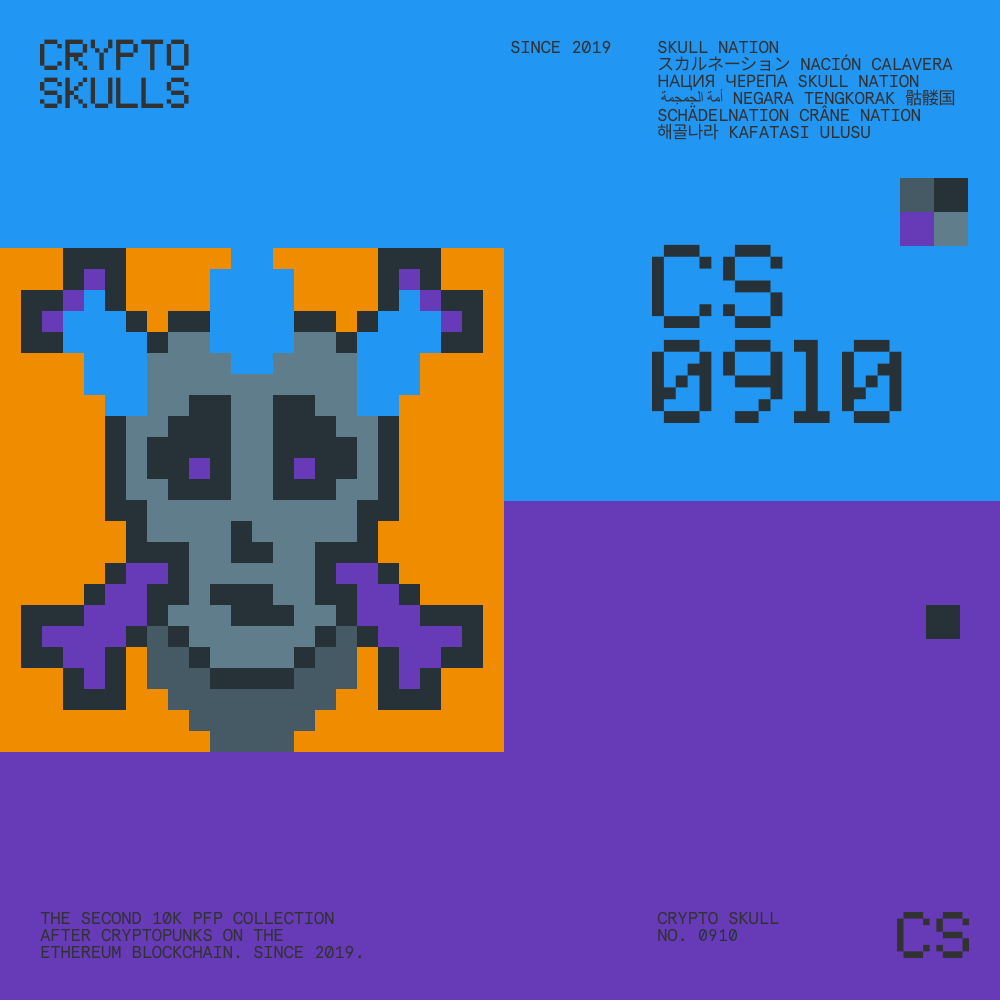 CRYPTO
SKULLS
SINCE 2019
SKULL NATION
スカルネーション NACIÓN CALAVERA
НАЦИЯ ЧЕРЕПА SKULL NATION
أمة الجمجمة NEGARA TENGKORAK 骷髅国
SCHÄDELNATION CRÂNE NATION
해골나라 KAFATASI ULUSU
CS
0910
THE SECOND 10K PFP COLLECTION
AFTER CRYPTOPUNKS ON THE
ETHEREUM BLOCKCHAIN. SINCE 2019.
CRYPTO SKULL
NO. 0910
CS